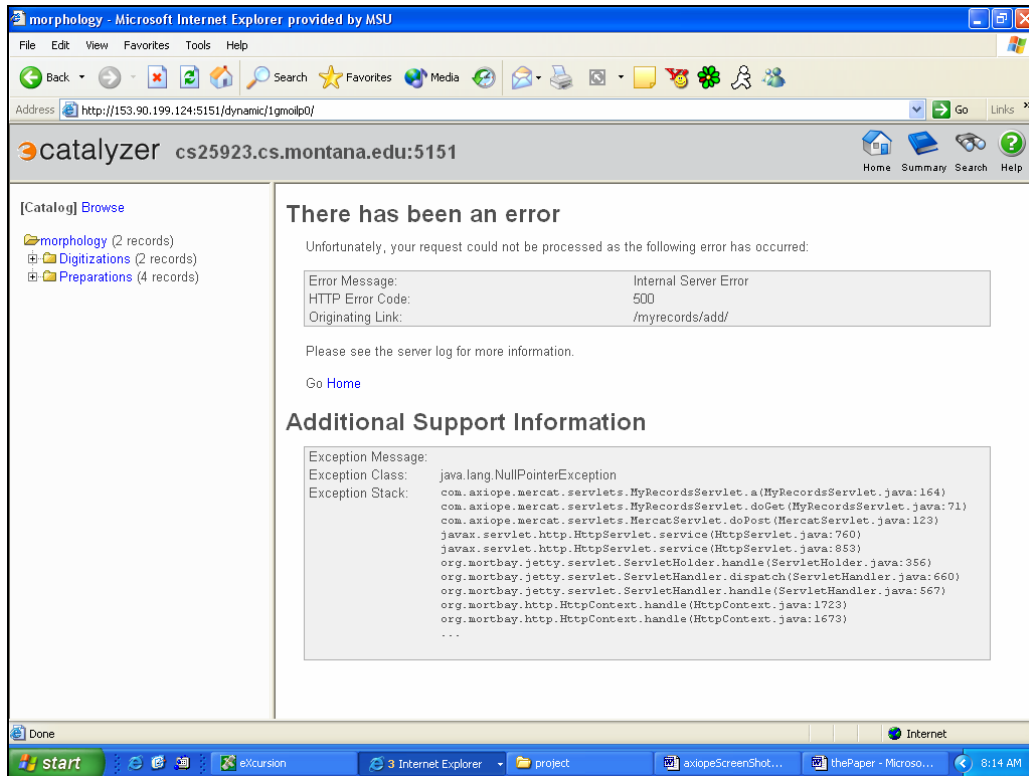 morphology - Microsoft Internet Explorer provided by MSU
File Edit View Favorites Tools Help
Back Search Favorites Media
Address http://153.90.199.124:5151/dynamic/1gmoilp0/ Go Links »
catalyzer cs25923.cs.montana.edu:5151
Home Summary Search Help
[Catalog] Browse
morphology (2 records)
Digitizations (2 records)
Preparations (4 records)
There has been an error
Unfortunately, your request could not be processed as the following error has occurred:
Error Message: Internal Server Error
HTTP Error Code: 500
Originating Link: /myrecords/add/
Please see the server log for more information.
Go Home
Additional Support Information
Exception Message:
Exception Class: java.lang.NullPointerException
Exception Stack: com.axiope.mercat.servlets.MyRecordsServlet.a(MyRecordsServlet.java:164)
com.axiope.mercat.servlets.MyRecordsServlet.doGet(MyRecordsServlet.java:71)
com.axiope.mercat.servlets.MercatServlet.doPost(MercatServlet.java:123)
javax.servlet.http.HttpServlet.service(HttpServlet.java:760)
javax.servlet.http.HttpServlet.service(HttpServlet.java:853)
org.mortbay.jetty.servlet.ServletHolder.handle(ServletHolder.java:356)
org.mortbay.jetty.servlet.ServletHandler.dispatch(ServletHandler.java:660)
org.mortbay.jetty.servlet.ServletHandler.handle(ServletHandler.java:567)
org.mortbay.http.HttpContext.handle(HttpContext.java:1723)
org.mortbay.http.HttpContext.handle(HttpContext.java:1673)
...
Done Internet
start eXcursion 3 Internet Explorer project axiopeScreenShot... thePaper - Microso... 8:14 AM